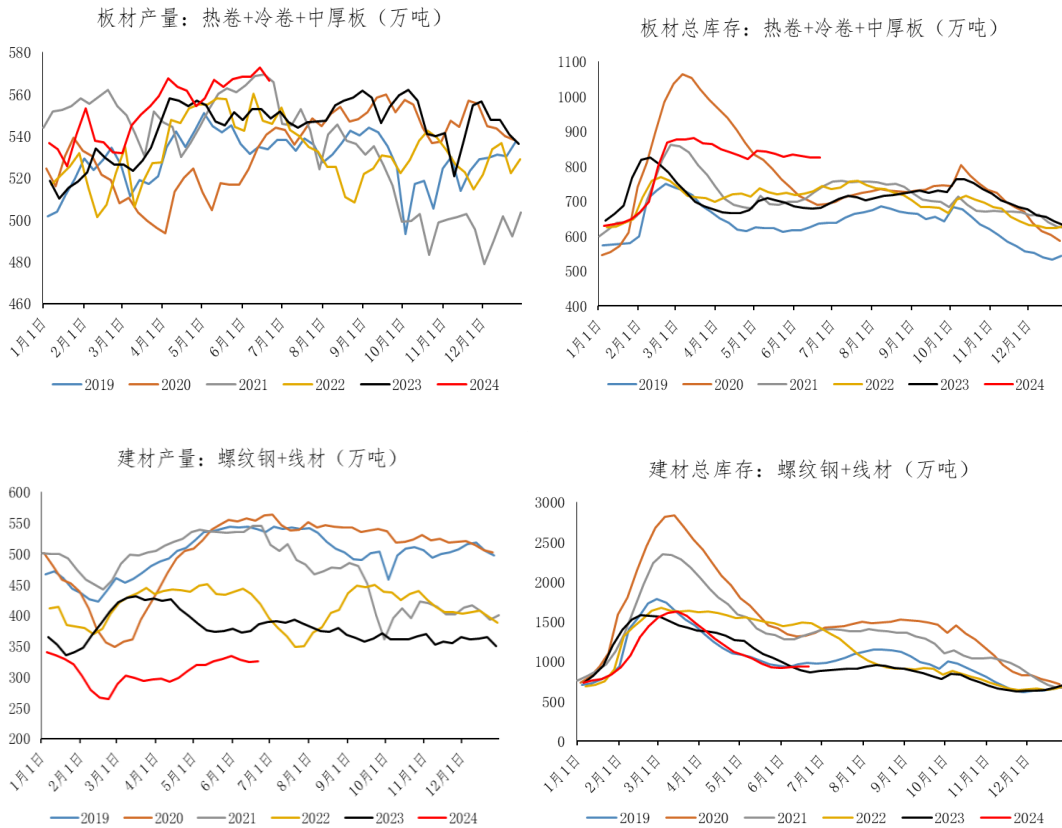 板材产量：热卷+冷卷+中厚板（万吨）
580
560
540
520
500
480
460
1月1日
2月1日
3月1日
4月1日
5月1日
6月1日
7月1日
8月1日
9月1日
10月1日
11月1日
12月1日
2019 2020 2021 2022 2023 2024
板材总库存：热卷+冷卷+中厚板（万吨）
1100
1000
900
800
700
600
500
400
1月1日
2月1日
3月1日
4月1日
5月1日
6月1日
7月1日
8月1日
9月1日
10月1日
11月1日
12月1日
2019 2020 2021 2022 2023 2024
建材产量：螺纹钢+线材（万吨）
600
550
500
450
400
350
300
250
200
1月1日
2月1日
3月1日
4月1日
5月1日
6月1日
7月1日
8月1日
9月1日
10月1日
11月1日
12月1日
2019 2020 2021 2022 2023 2024
建材总库存：螺纹钢+线材（万吨）
3000
2500
2000
1500
1000
500
0
1月1日
2月1日
3月1日
4月1日
5月1日
6月1日
7月1日
8月1日
9月1日
10月1日
11月1日
12月1日
2019 2020 2021 2022 2023 2024